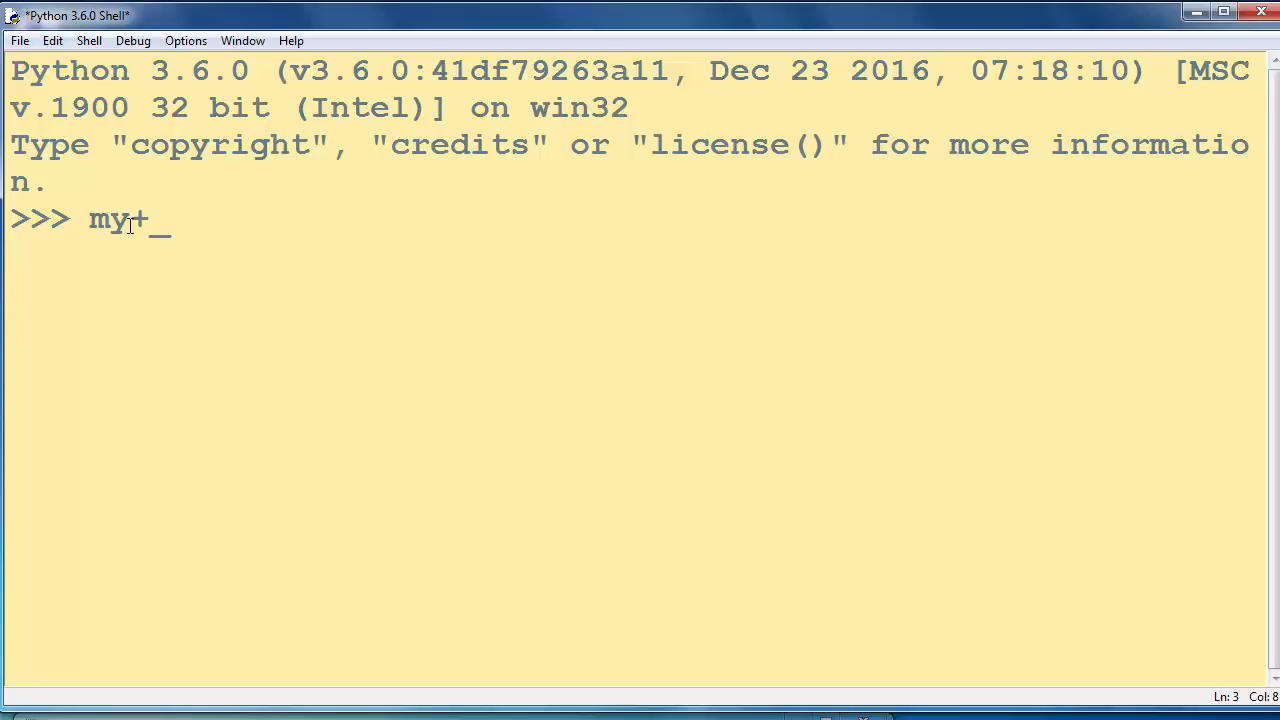 *Python 3.6.0 Shell*
File Edit Shell Debug Options Window Help
Python 3.6.0 (v3.6.0:41df79263a11, Dec 23 2016, 07:18:10) [MSC
v.1900 32 bit (Intel)] on win32
Type "copyright", "credits" or "license()" for more informatio
n.
>>> my+_
Ln: 3 Col: 8